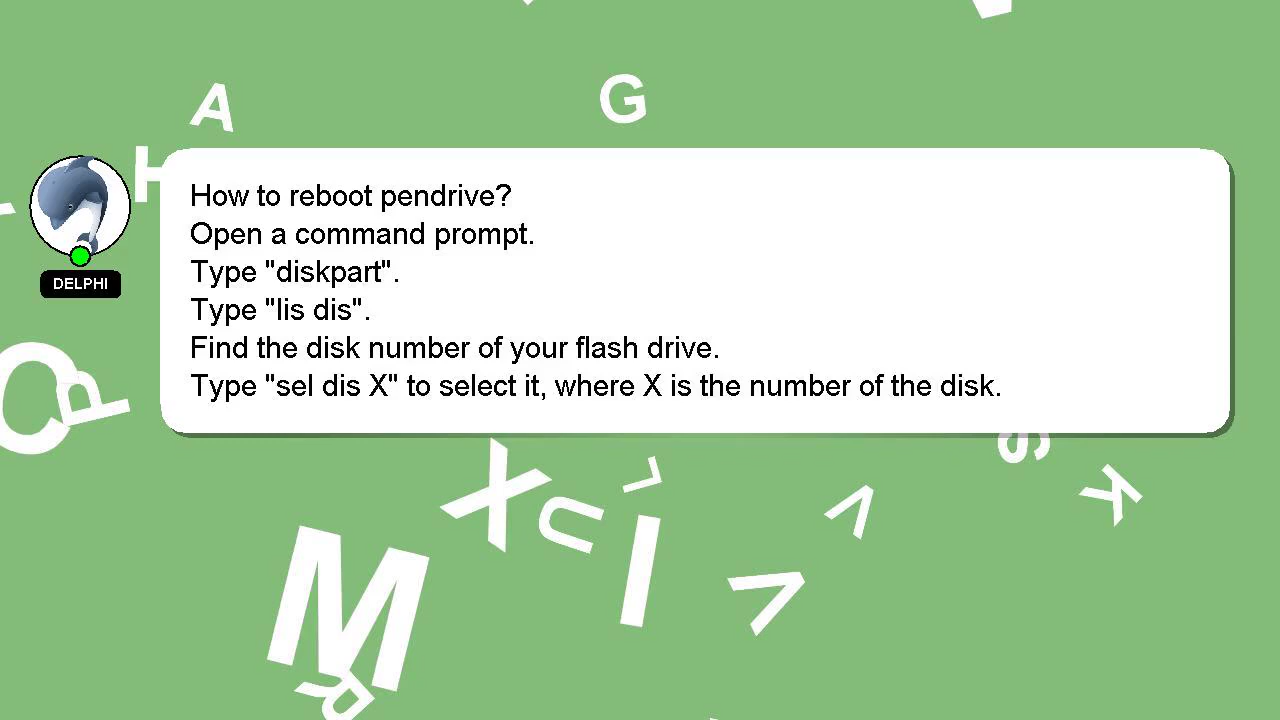 How to reboot pendrive?
Open a command prompt.
Type "diskpart".
Type "lis dis".
Find the disk number of your flash drive.
Type "sel dis X" to select it, where X is the number of the disk.
DELPHI
A
G
H
C
P
X
U
L
I
M
R
V
V
S
K